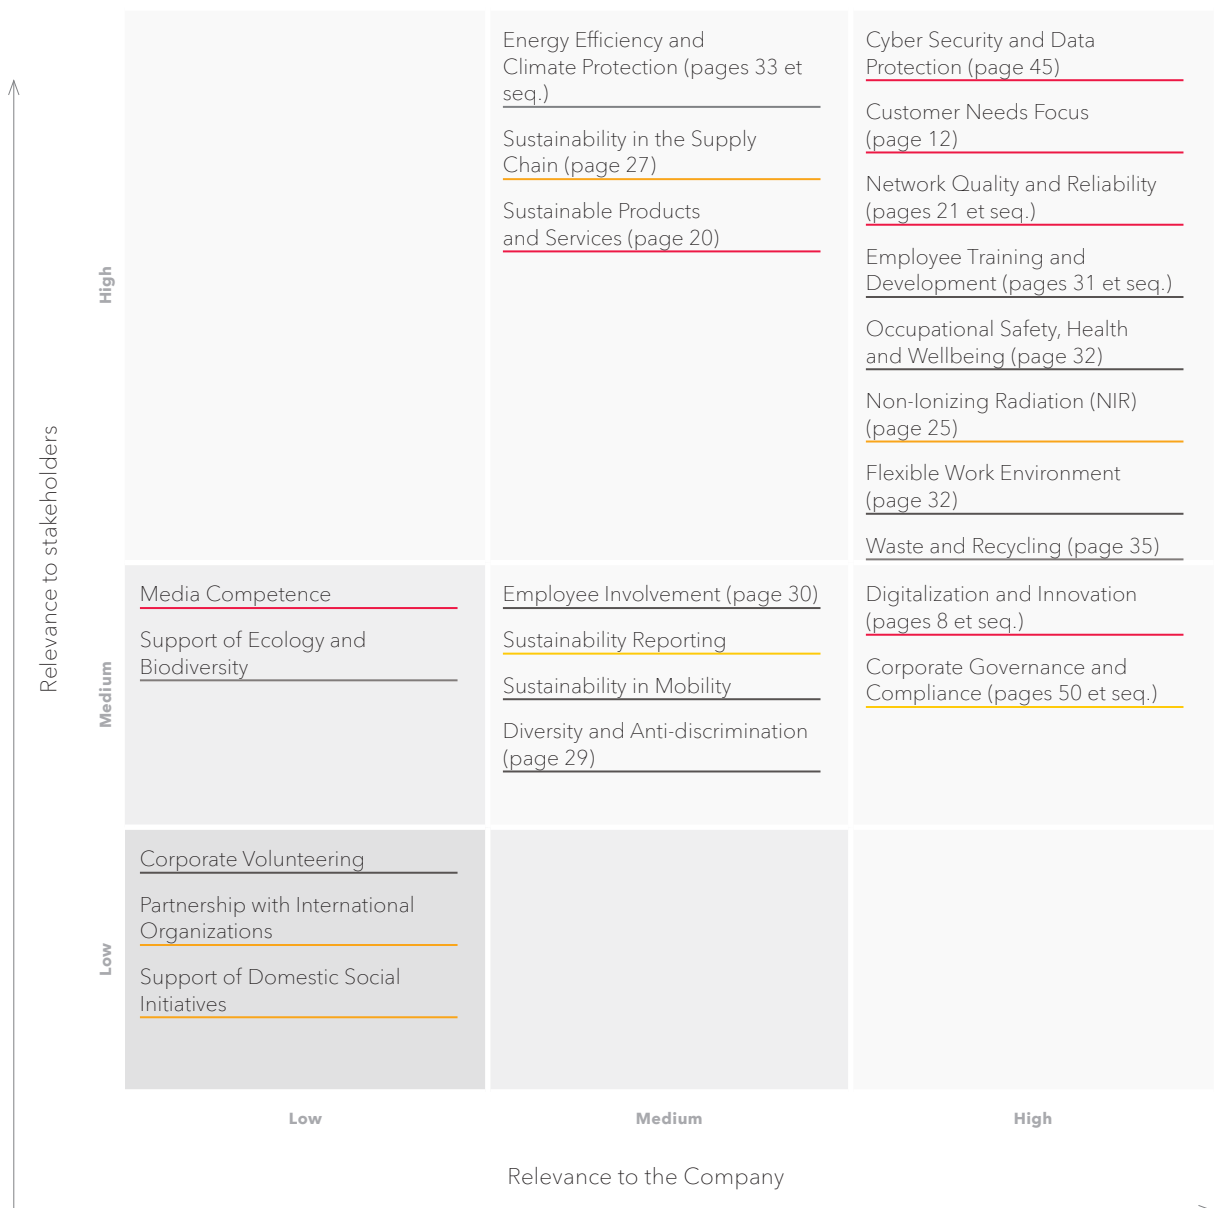 Energy Efficiency and
Climate Protection (pages 33 et
seq.)
Sustainability in the Supply
Chain (page 27)
Sustainable Products
and Services (page 20)
Cyber Security and Data
Protection (page 45)
Customer Needs Focus
(page 12)
Network Quality and Reliability
(pages 21 et seq.)
Employee Training and
Development (pages 31 et seq.)
Occupational Safety, Health
and Wellbeing (page 32)
Non-Ionizing Radiation (NIR)
(page 25)
Flexible Work Environment
(page 32)
Waste and Recycling (page 35)
High
Relevance to stakeholders
Media Competence
Support of Ecology and
Biodiversity
Employee Involvement (page 30)
Sustainability Reporting
Sustainability in Mobility
Diversity and Anti-discrimination
(page 29)
Digitalization and Innovation
(pages 8 et seq.)
Corporate Governance and
Compliance (pages 50 et seq.)
Medium
Corporate Volunteering
Partnership with International
Organizations
Support of Domestic Social
Initiatives
Low
Low
Medium
High
Relevance to the Company